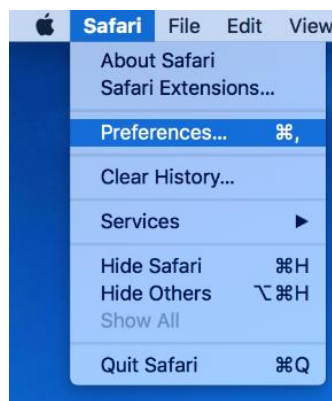 Safari File Edit View
About Safari
Safari Extensions...
Preferences... ⌘,
Clear History...
Services ▶
Hide Safari ⌘H
Hide Others ⌥⌘H
Show All
Quit Safari ⌘Q